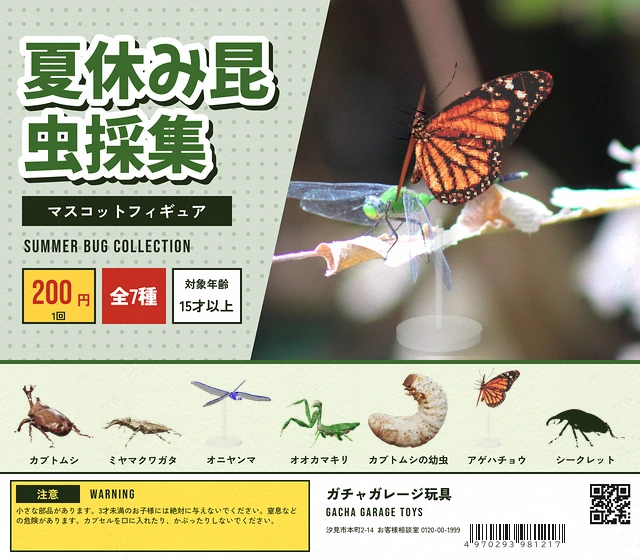 夏休み昆
虫採集
マスコットフィギュア
SUMMER BUG COLLECTION
200円
1回
全7種
対象年齢
15才以上
カブトムシ
ミヤマクワガタ
オニヤンマ
オオカマキリ
カブトムシの幼虫
アゲハチョウ
シークレット
注意 WARNING
小さな部品があります。3才未満のお子様には絶対に与えないでください。窒息など
の危険があります。カプセルを口に入れたり、かぶったりしないでください。
ガチャガレージ玩具
GACHA GARAGE TOYS
汐見市本町2-14 お客様相談室 0120-00-1999
4 970293 981217